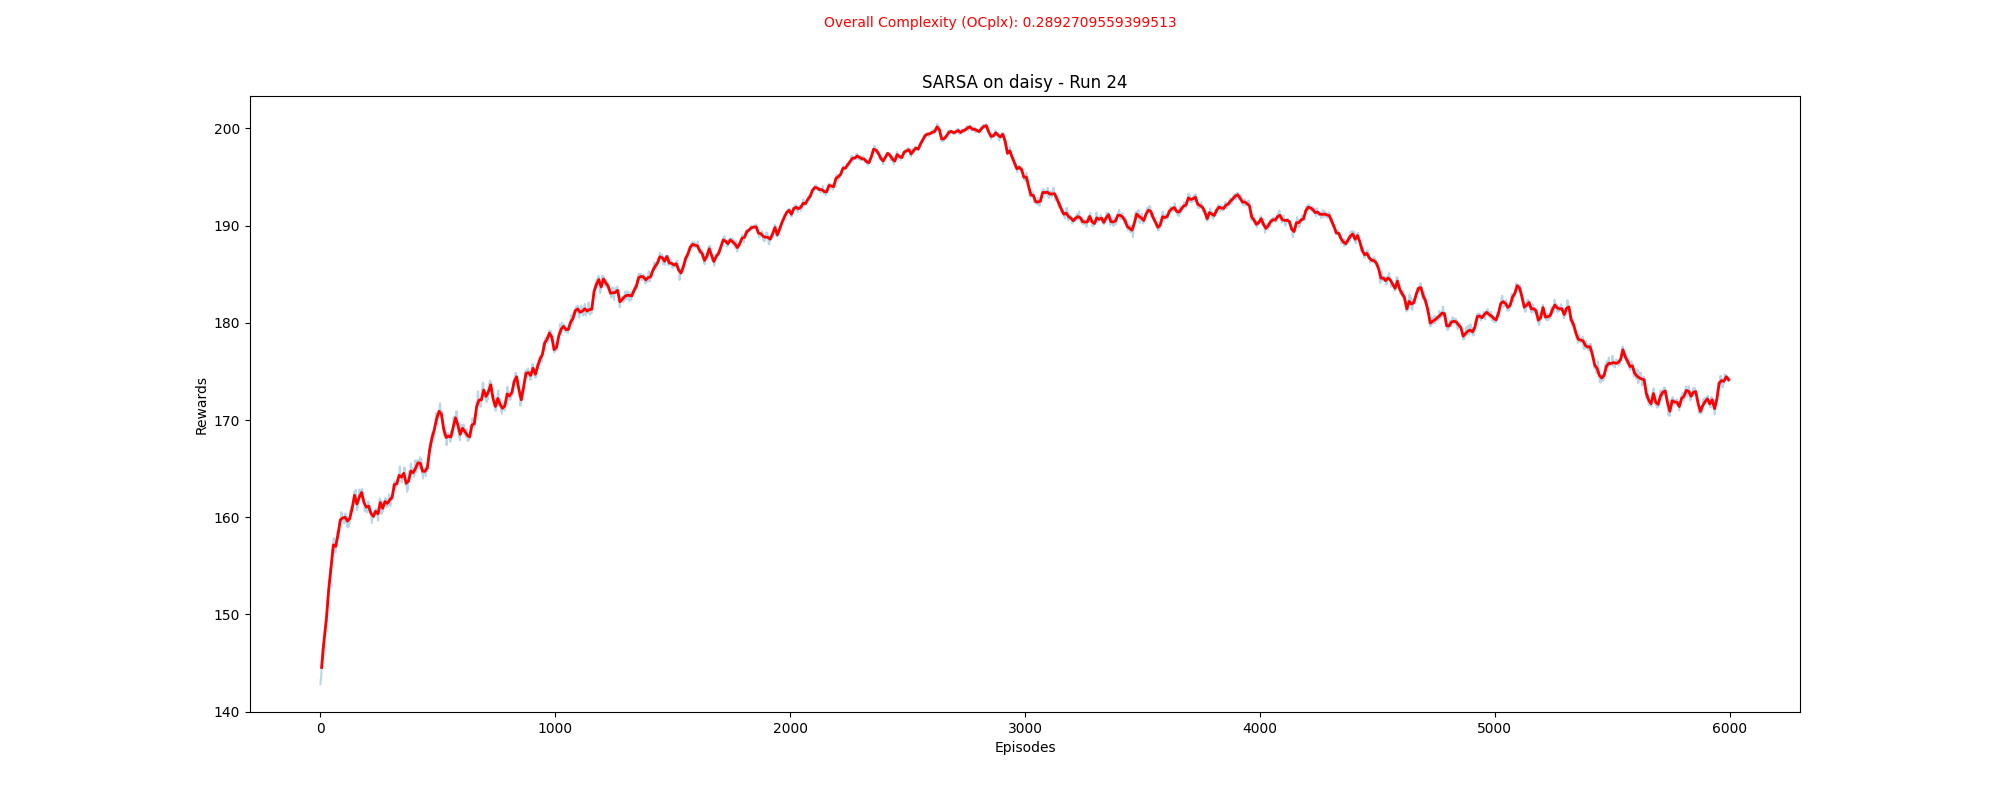 Overall Complexity (OCplx): 0.2892709559399513
SARSA on daisy - Run 24
200
190
180
170
160
150
140
Rewards
0 1000 2000 3000 4000 5000 6000
Episodes